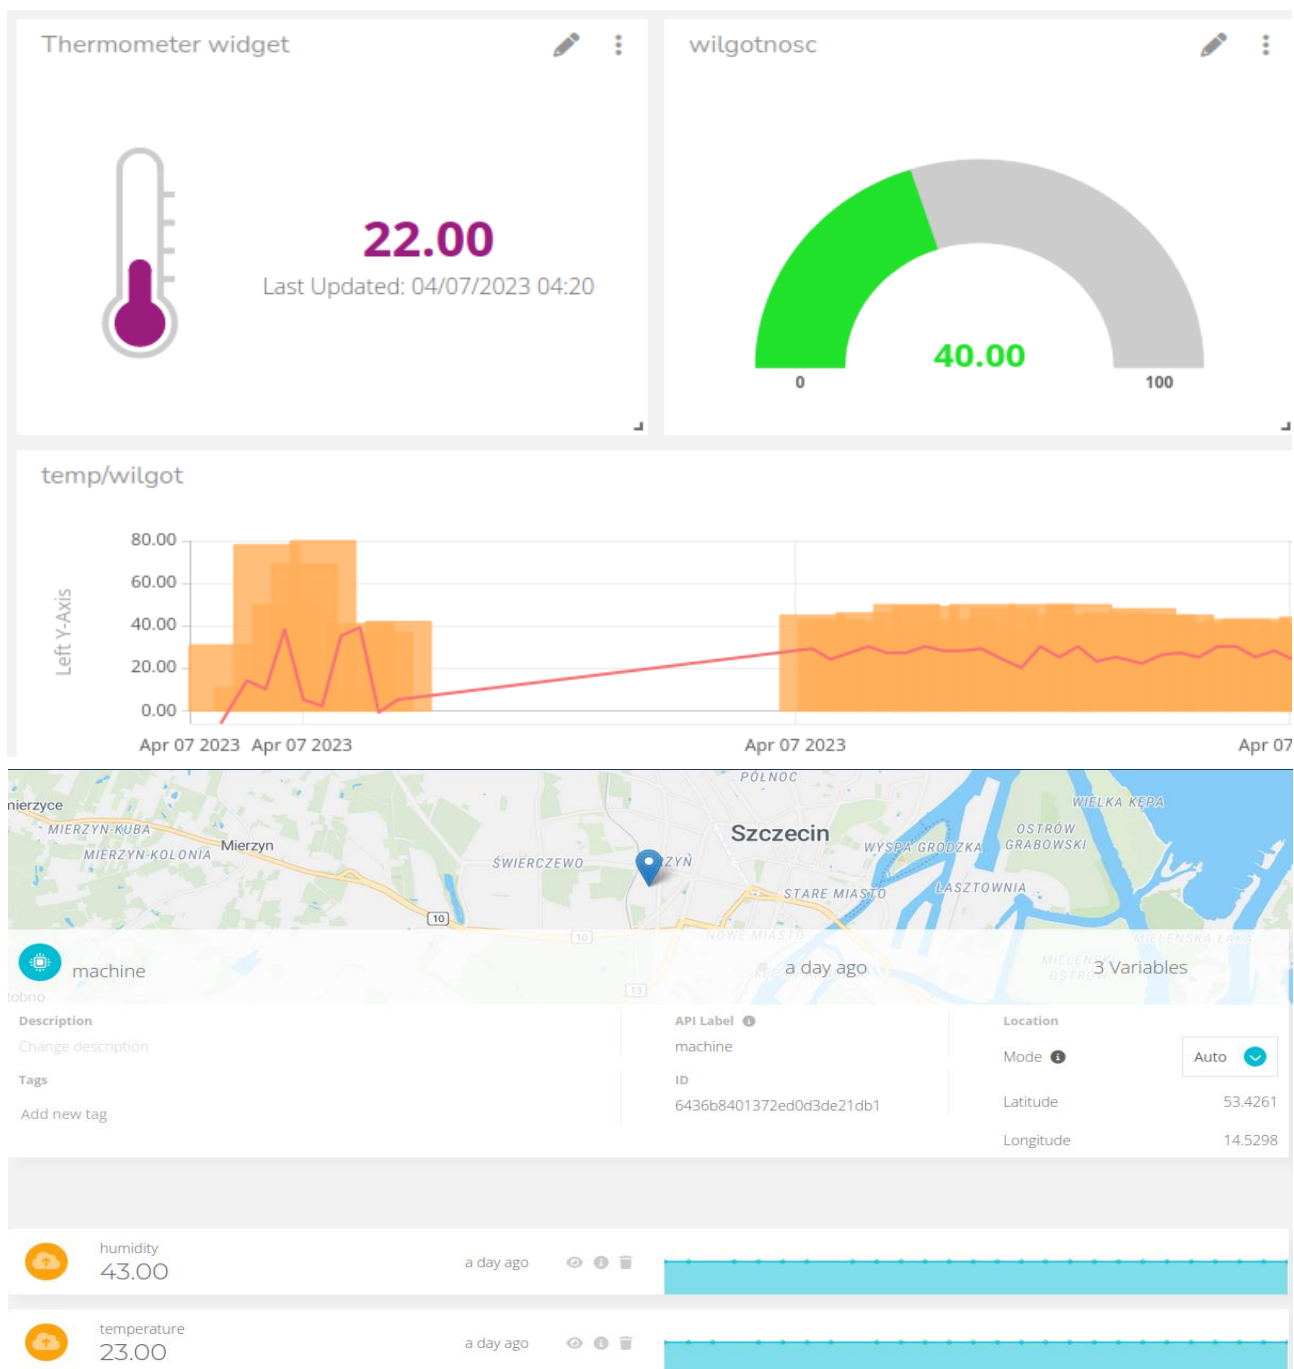 Thermometer widget
wilgotnosc
22.00
Last Updated: 04/07/2023 04:20
40.00
0
100
temp/wilgot
Left Y-Axis
80.00
60.00
40.00
20.00
0.00
Apr 07 2023 Apr 07 2023 Apr 07 2023 Apr 07
PÓŁNOC
mierzyce
MIERZYN-KUBA
MIERZYN-KOLONIA
Mierzyn
ŚWIERCZEWO
Szczecin
WYSPA GRODZKA
OSTRÓW
GRABOWSKI
WIELKA KĘPA
STARE MIASTO
ŁASZTOWNIA
10
10
NOWE MIASTO
13
machine
a day ago
3 Variables
Description
API Label
Location
Change description
machine
Mode
Auto
Tags
ID
Add new tag
6436b8401372ed0d3de21db1
Latitude
53.4261
Longitude
14.5298
humidity
43.00
a day ago
temperature
23.00
a day ago